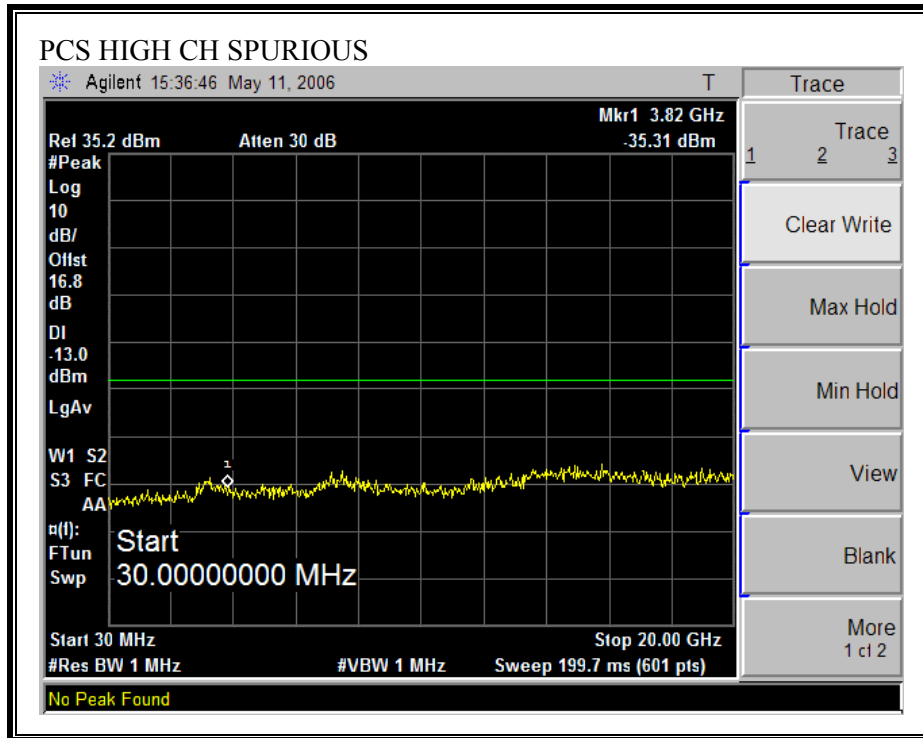 PCS HIGH CH SPURIOUS
Agilent 15:36:46 May 11, 2006 T
Trace
Mkr1 3.82 GHz
Ref 35.2 dBm Atten 30 dB -35.31 dBm
#Peak
Log
10
dB/
Offst
16.8
dB
DI
-13.0
dBm
LgAv
W1 S2
S3 FC
AA
¤(f):
FTun
Swp
1
Start
30.00000000 MHz
Start 30 MHz Stop 20.00 GHz
#Res BW 1 MHz #VBW 1 MHz Sweep 199.7 ms (601 pts)
No Peak Found
Trace
1 2 3
Clear Write
Max Hold
Min Hold
View
Blank
More
1 of 2